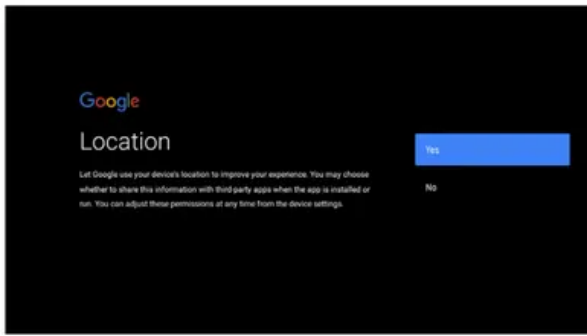 Google
Location
Let Google use your device's location to improve your experience. You may choose
whether to share this information with third party apps when the app is installed or
run. You can adjust these permissions at any time from the device settings.
Yes
No